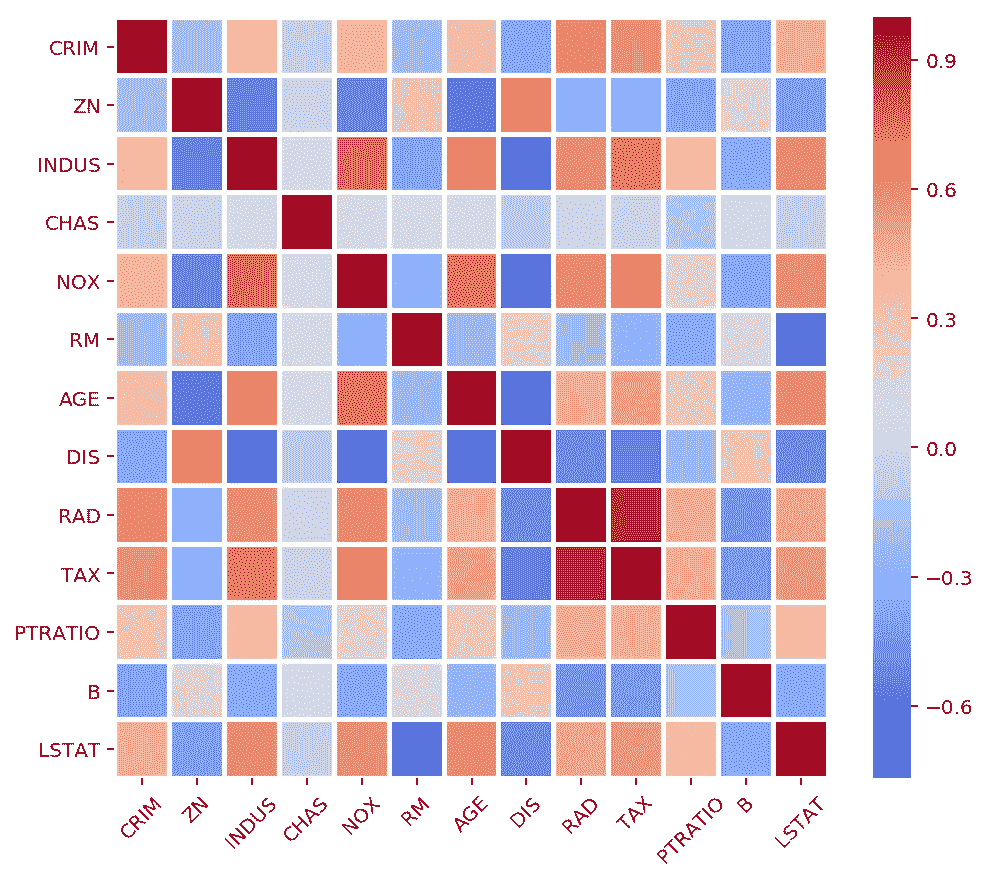 CRIM
ZN
INDUS
CHAS
NOX
RM
AGE
DIS
RAD
TAX
PTRATIO
B
LSTAT
CRIM ZN INDUS CHAS NOX RM AGE DIS RAD TAX PTRATIO B LSTAT
0.9
0.6
0.3
0.0
−0.3
−0.6